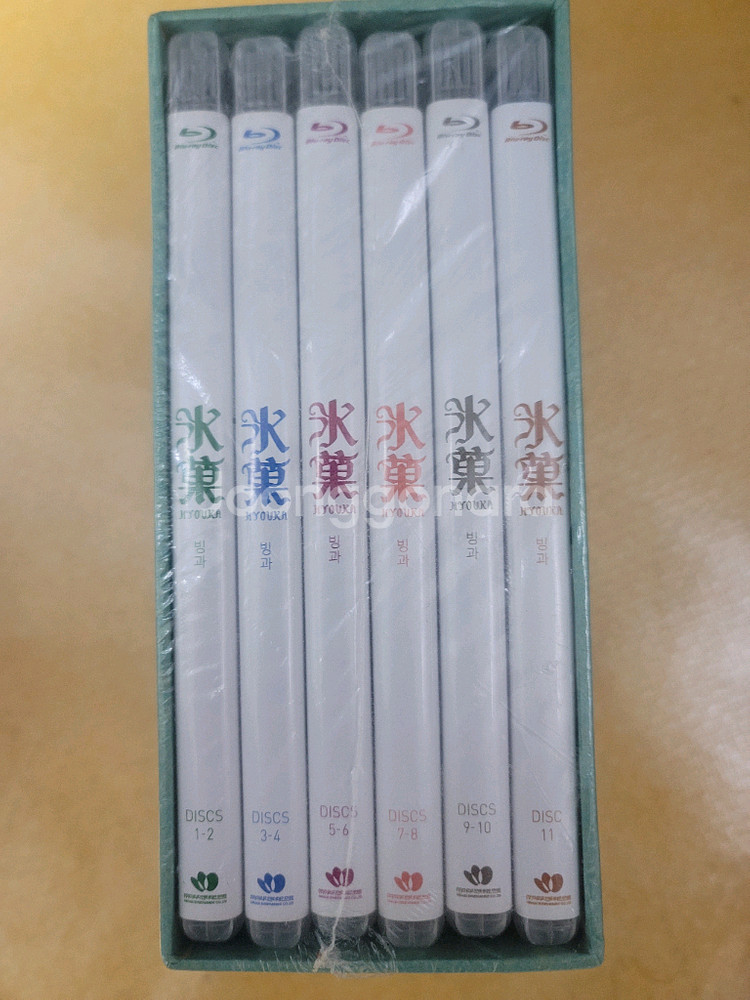 Blu-ray Disc
氷菓
HYOUKA
빙과
DISCS
1-2
Blu-ray Disc
氷菓
HYOUKA
빙과
DISCS
3-4
Blu-ray Disc
氷菓
HYOUKA
빙과
DISCS
5-6
Blu-ray Disc
氷菓
HYOUKA
빙과
DISCS
7-8
Blu-ray Disc
氷菓
HYOUKA
빙과
DISCS
9-10
Blu-ray Disc
氷菓
HYOUKA
빙과
DISC
11